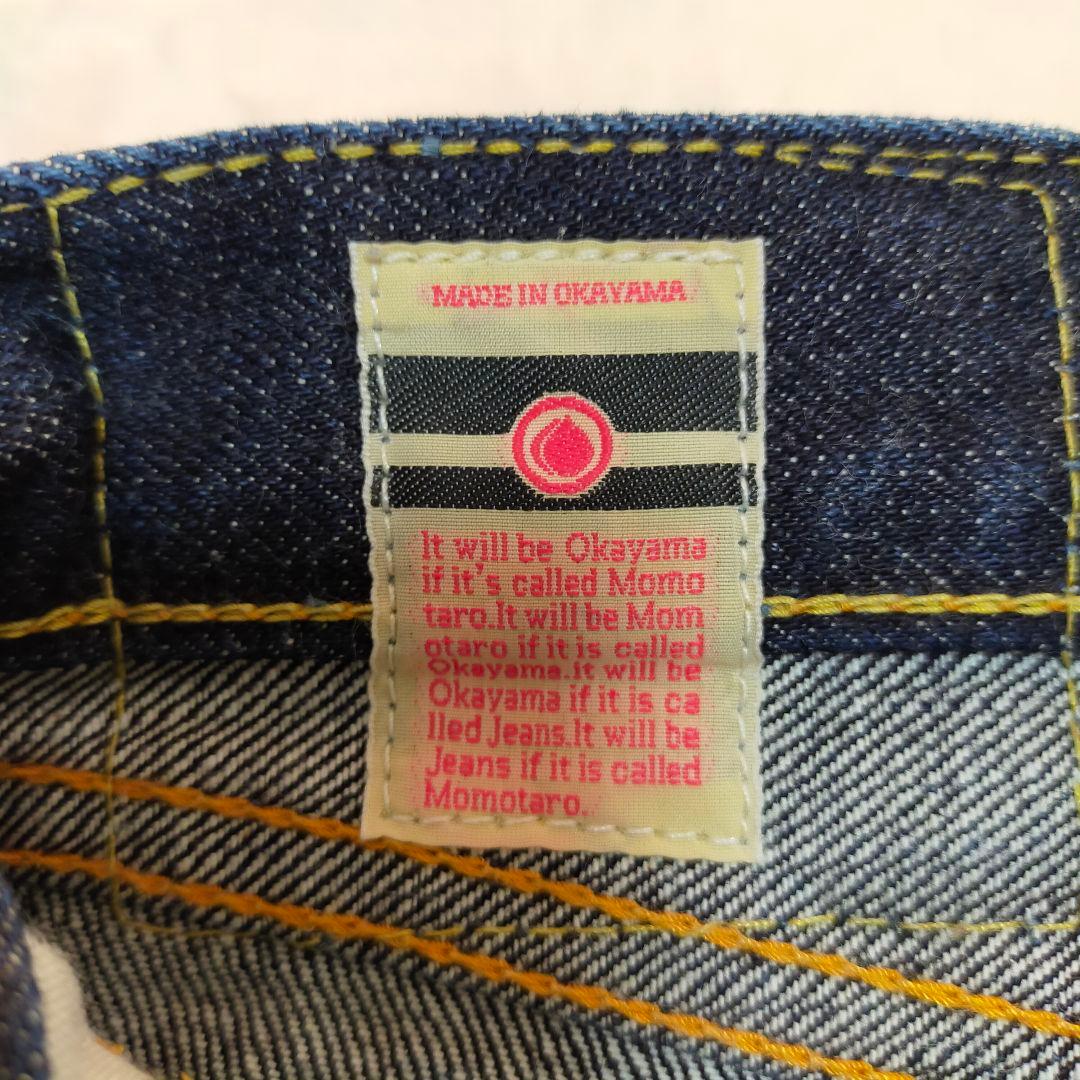 MADE IN OKAYAMA
It will be Okayama
if it's called Momo
taro.It will be Mom
otaro if it is called
Okayama.It will be
Okayama if it is ca
lled Jeans.It will be
Jeans if it is called
Momotaro.